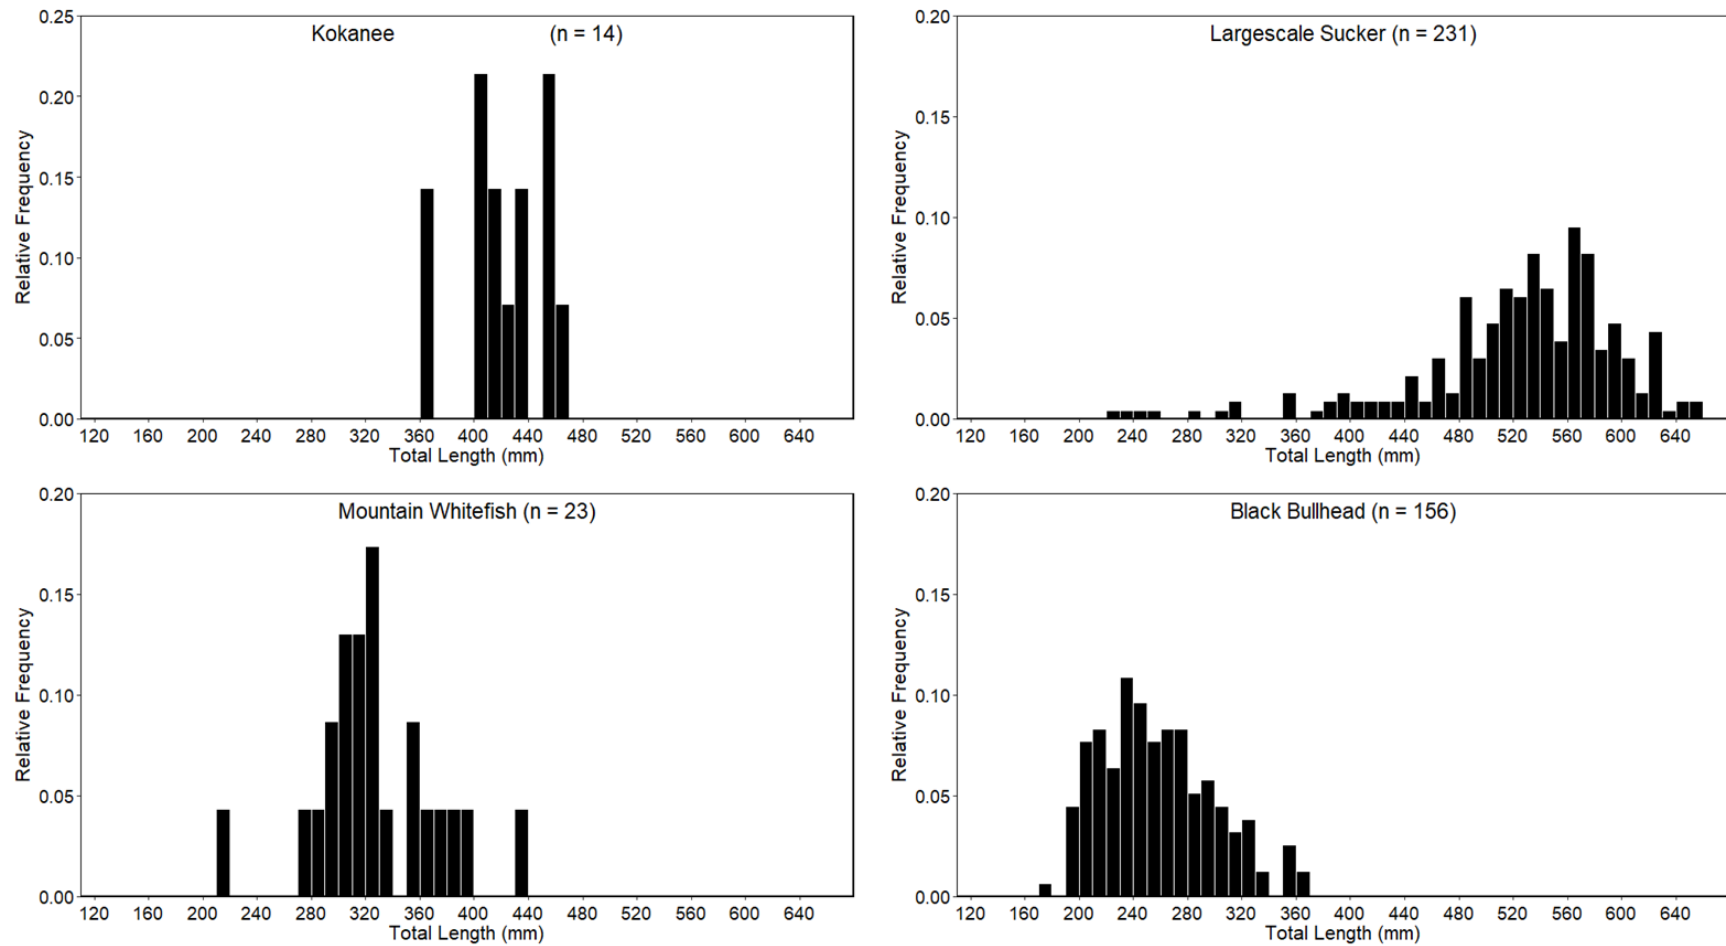 Kokanee (n = 14)
Relative Frequency
0.25
0.20
0.15
0.10
0.05
0.00
120 160 200 240 280 320 360 400 440 480 520 560 600 640
Total Length (mm)
Largescale Sucker (n = 231)
Relative Frequency
0.20
0.15
0.10
0.05
0.00
120 160 200 240 280 320 360 400 440 480 520 560 600 640
Total Length (mm)
Mountain Whitefish (n = 23)
Relative Frequency
0.20
0.15
0.10
0.05
0.00
120 160 200 240 280 320 360 400 440 480 520 560 600 640
Total Length (mm)
Black Bullhead (n = 156)
Relative Frequency
0.20
0.15
0.10
0.05
0.00
120 160 200 240 280 320 360 400 440 480 520 560 600 640
Total Length (mm)